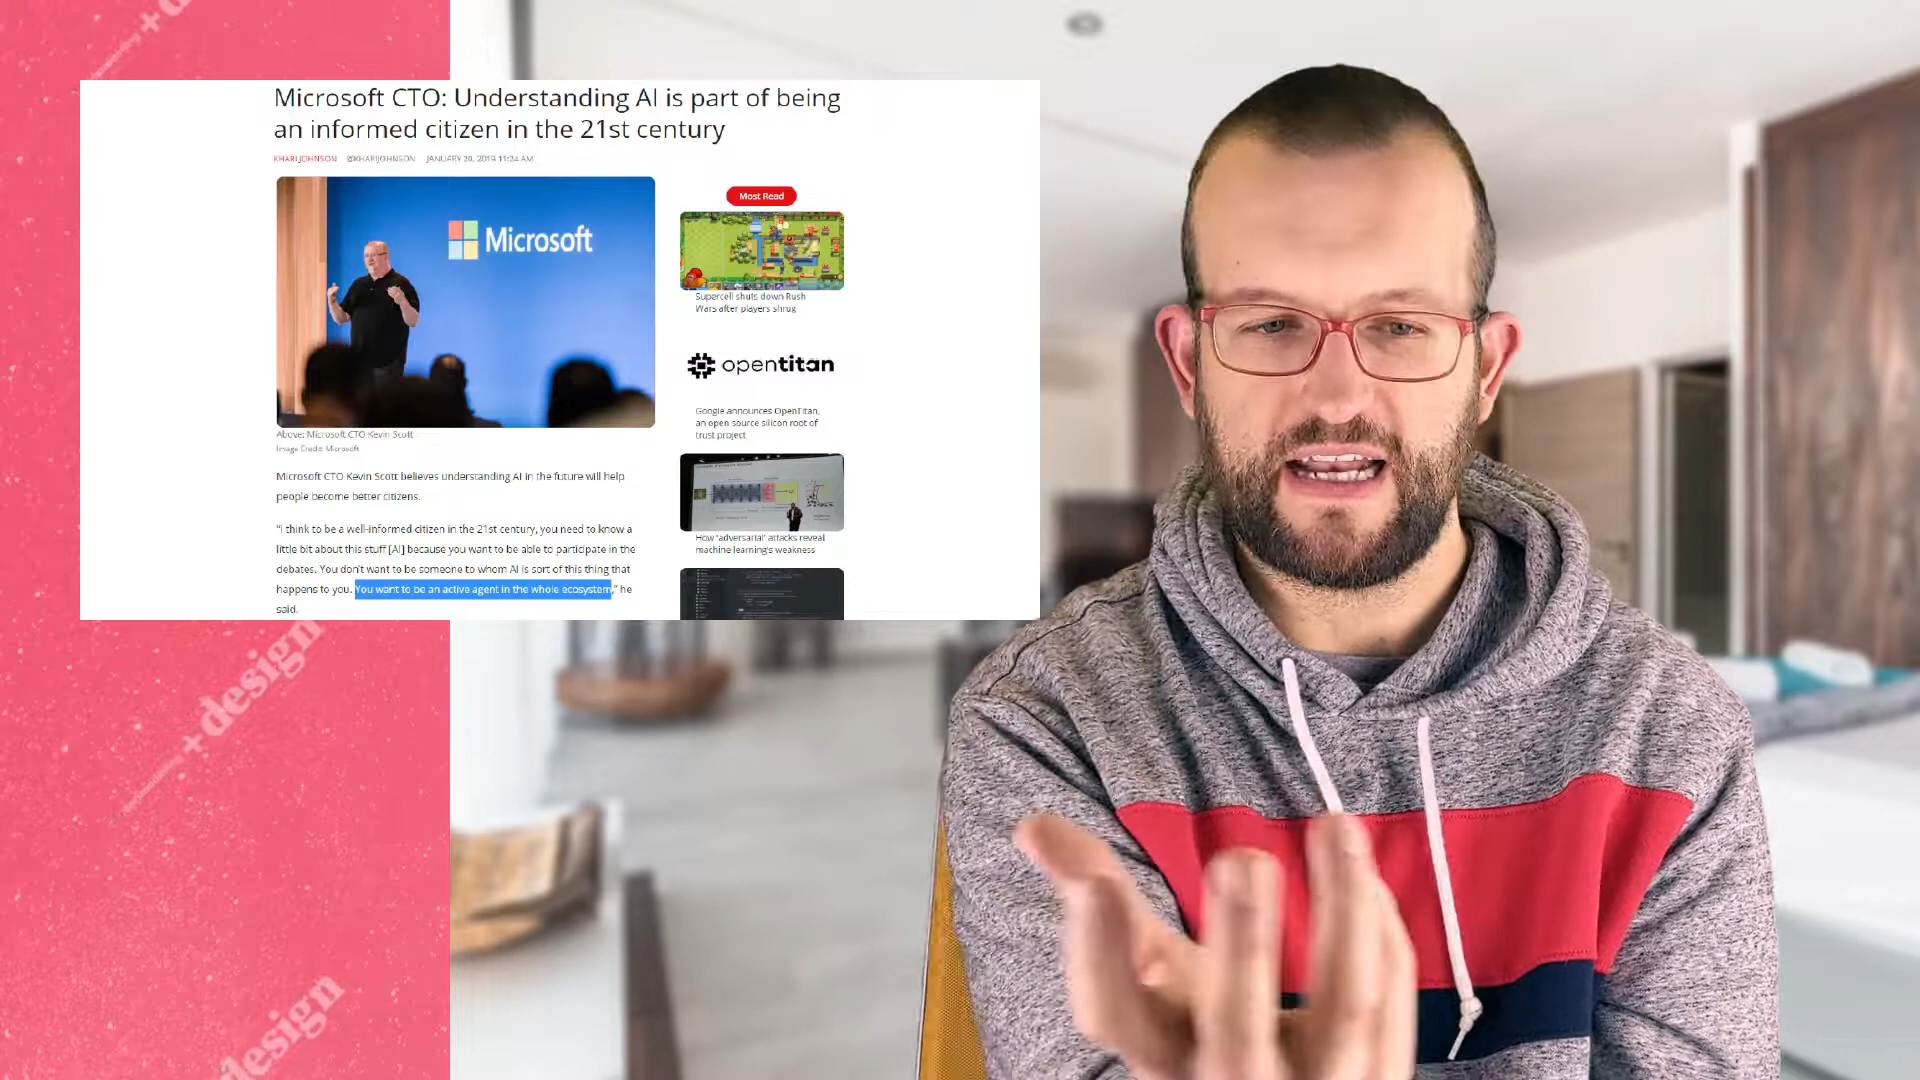 Microsoft CTO: Understanding AI is part of being
an informed citizen in the 21st century
KHARI JOHNSON @KHARIJOHNSON JANUARY 20, 2019 11:24 AM
Microsoft
Above: Microsoft CTO Kevin Scott
Image Credit: Microsoft
Microsoft CTO Kevin Scott believes understanding AI in the future will help
people become better citizens.
“I think to be a well-informed citizen in the 21st century, you need to know a
little bit about this stuff [AI] because you want to be able to participate in the
debates. You don’t want to be someone to whom AI is sort of this thing that
happens to you. You want to be an active agent in the whole ecosystem,” he
said.
Most Read
Supercell shuts down Rush
Wars after players shrug
opentitan
Google announces OpenTitan,
an open source silicon root of
trust project
How ‘adversarial’ attacks reveal
machine learning’s weakness
+design
+design